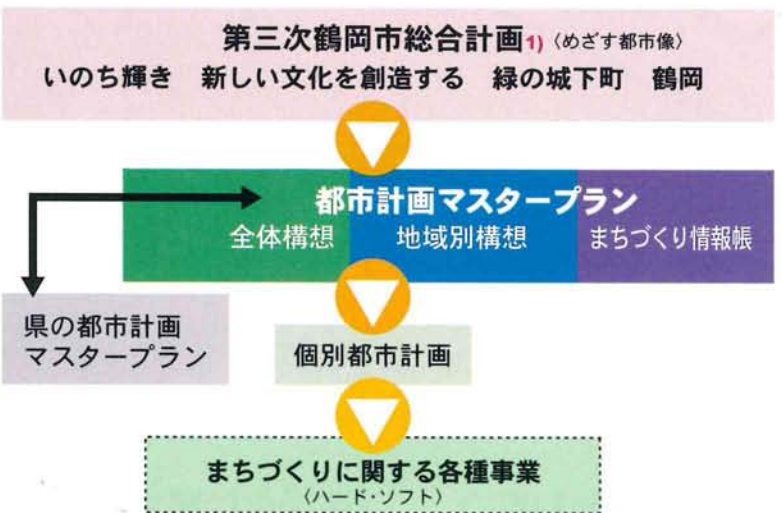 第三次鶴岡市総合計画1)〈めざす都市像〉
いのち輝き 新しい文化を創造する 緑の城下町 鶴岡
都市計画マスタープラン
全体構想 地域別構想 まちづくり情報帳
県の都市計画
マスタープラン
個別都市計画
まちづくりに関する各種事業
〈ハード・ソフト〉